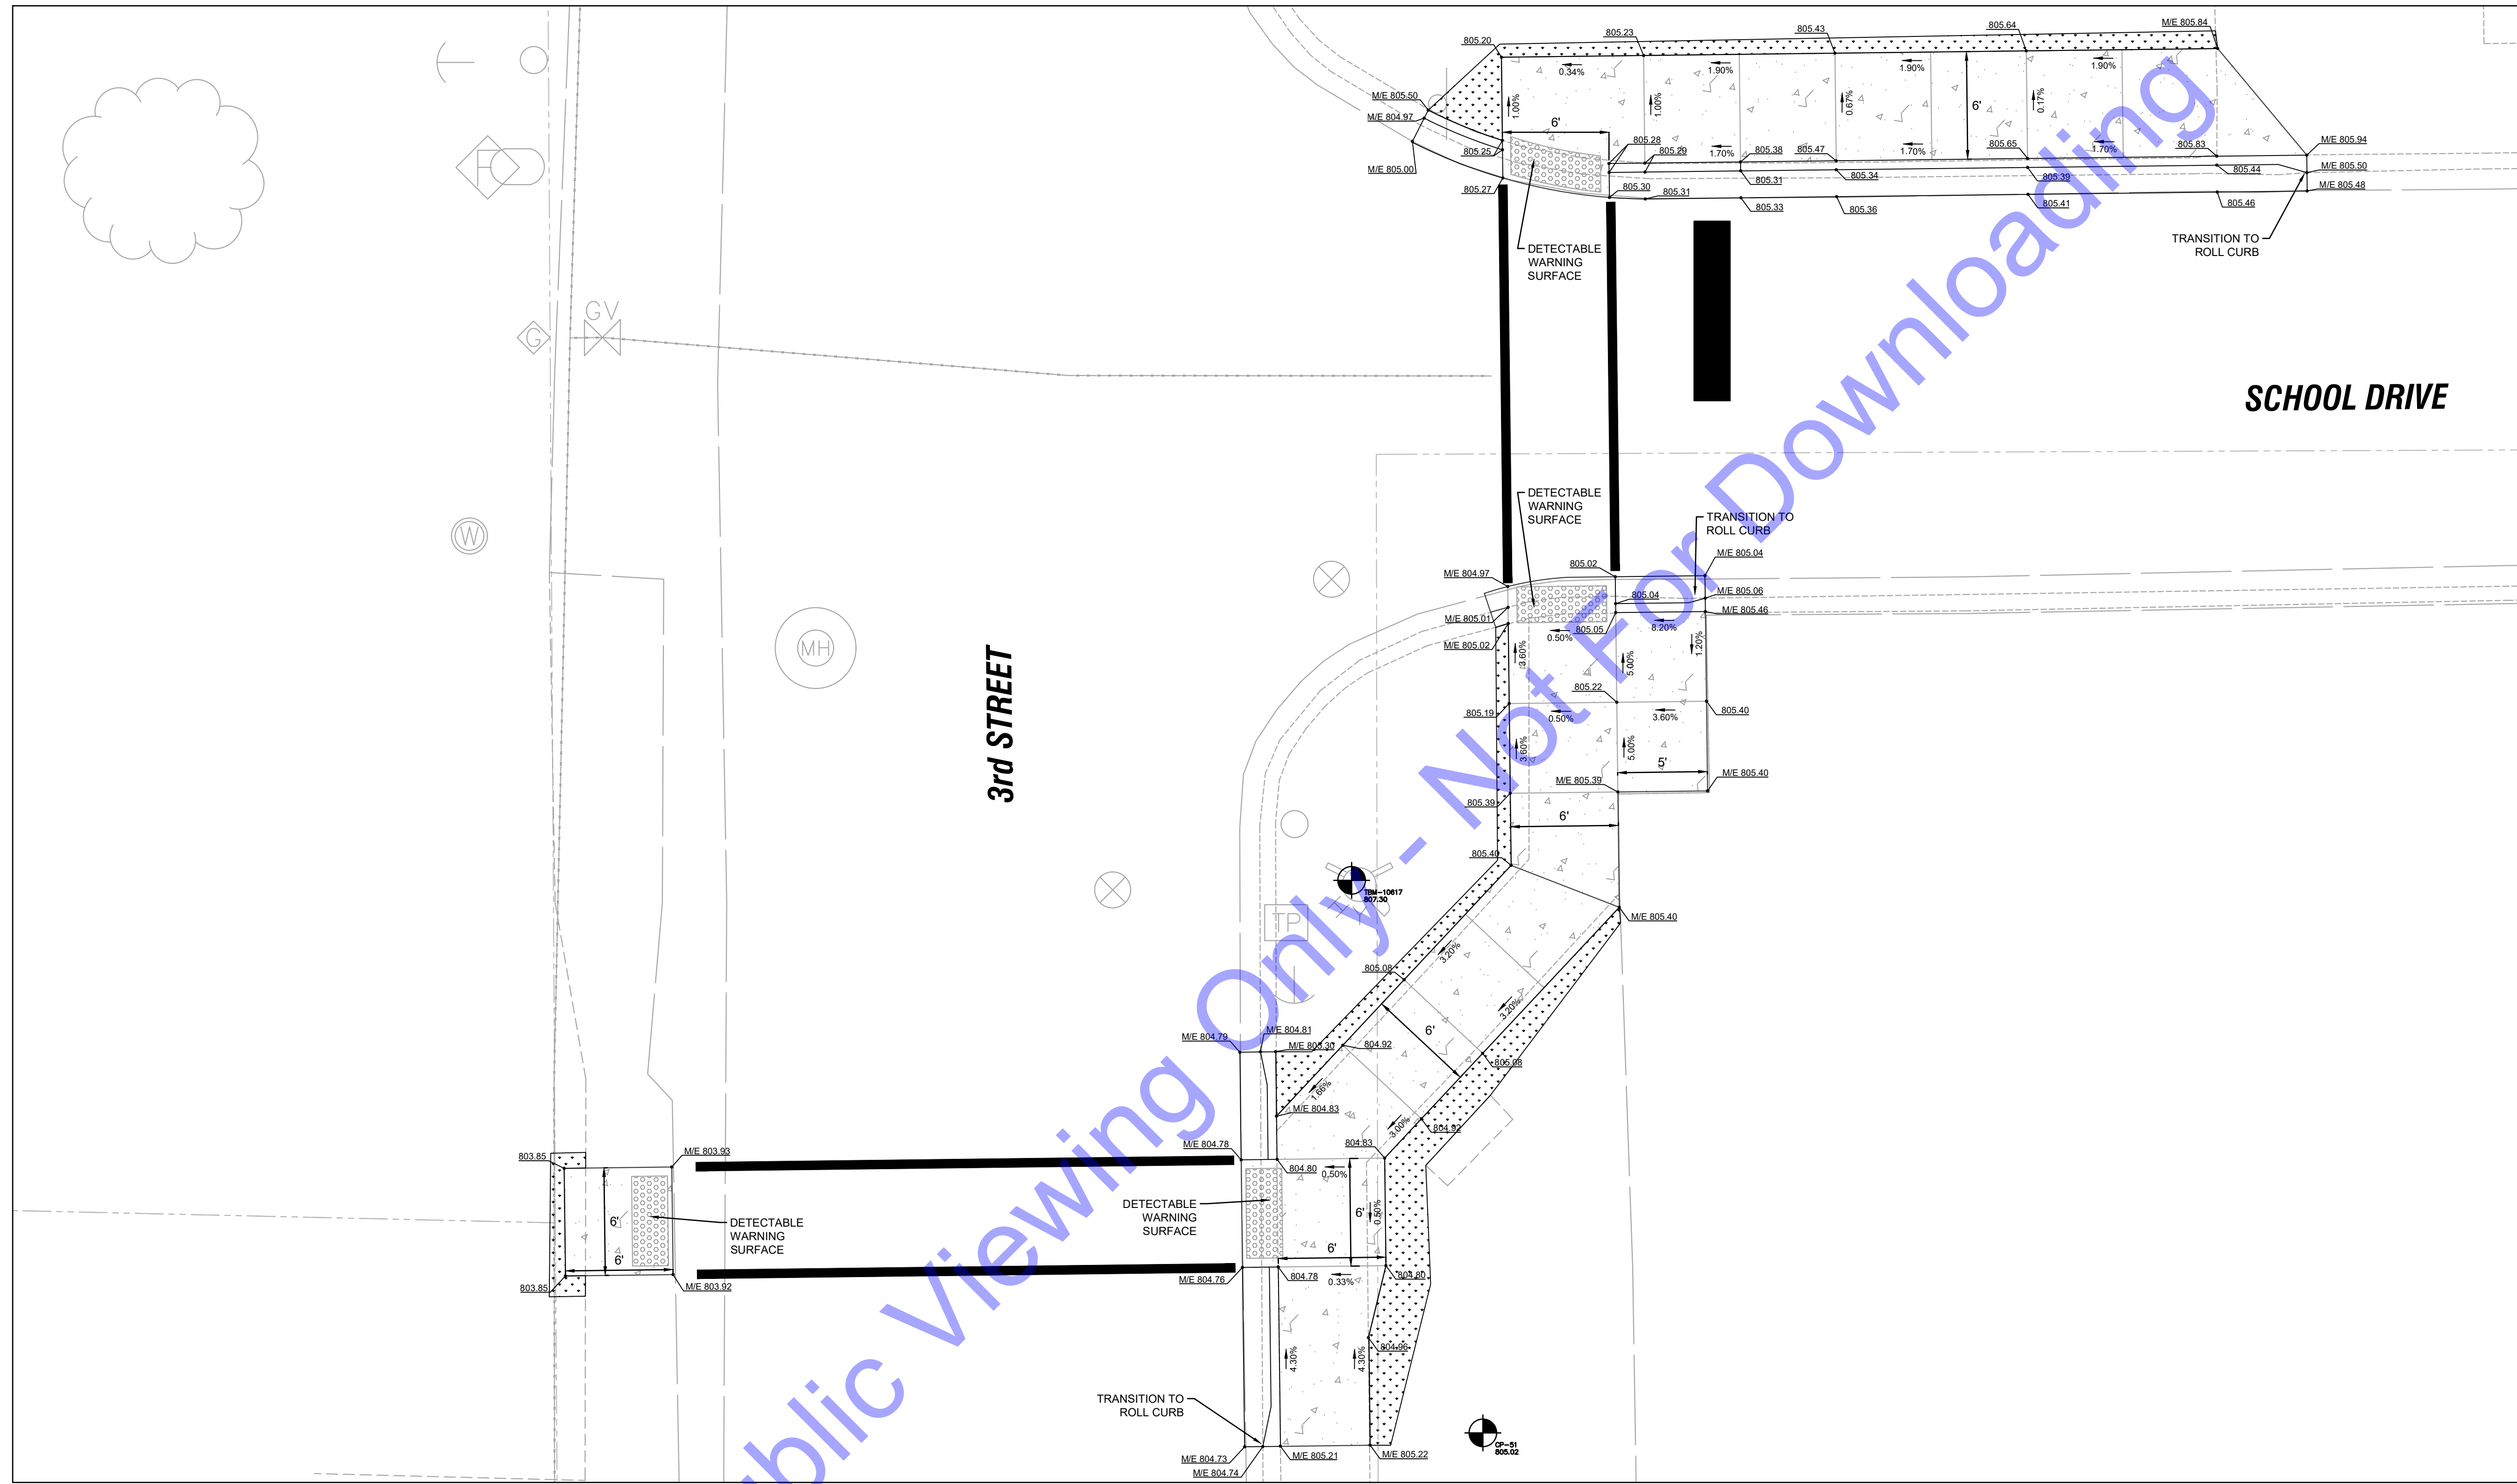 805.20
805.23
805.43
805.64
M/E 805.84
0.34%
1.90%
1.90%
1.90%
M/E 805.50
M/E 804.97
1.00%
1.00%
0.67%
0.17%
6'
6'
805.25
M/E 805.00
805.27
805.28
805.29
1.70%
805.38
805.47
1.70%
805.65
1.70%
805.83
M/E 805.94
M/E 805.50
M/E 805.48
805.30
805.31
805.31
805.33
805.34
805.36
805.39
805.41
805.44
805.46
DETECTABLE
WARNING
SURFACE
TRANSITION TO
ROLL CURB
GV
G
SCHOOL DRIVE
W
MH
3rd STREET
DETECTABLE
WARNING
SURFACE
TRANSITION TO
ROLL CURB
M/E 804.97
805.02
M/E 805.04
M/E 805.06
M/E 805.46
805.04
M/E 805.01
805.05
M/E 805.02
0.50%
8.20%
3.60%
5.00%
1.20%
805.22
805.19
0.50%
3.60%
805.40
3.60%
5.00%
5'
M/E 805.39
M/E 805.40
805.39
6'
805.40
M/E 805.40
TBM-10617
807.30
TP
3.20%
805.08
3.20%
6'
805.08
M/E 804.79
M/E 804.81
M/E 805.30
804.92
1.66%
M/E 804.83
3.00%
804.92
804.83
M/E 804.78
804.80
0.50%
0.50%
6'
6'
DETECTABLE
WARNING
SURFACE
M/E 804.76
804.78
0.33%
804.80
804.96
4.30%
4.30%
803.85
M/E 803.93
6'
6'
DETECTABLE
WARNING
SURFACE
803.85
M/E 803.92
TRANSITION TO
ROLL CURB
M/E 804.73
M/E 804.74
M/E 805.21
M/E 805.22
CP-51
805.02
blic Viewing Only - Not For Downloading